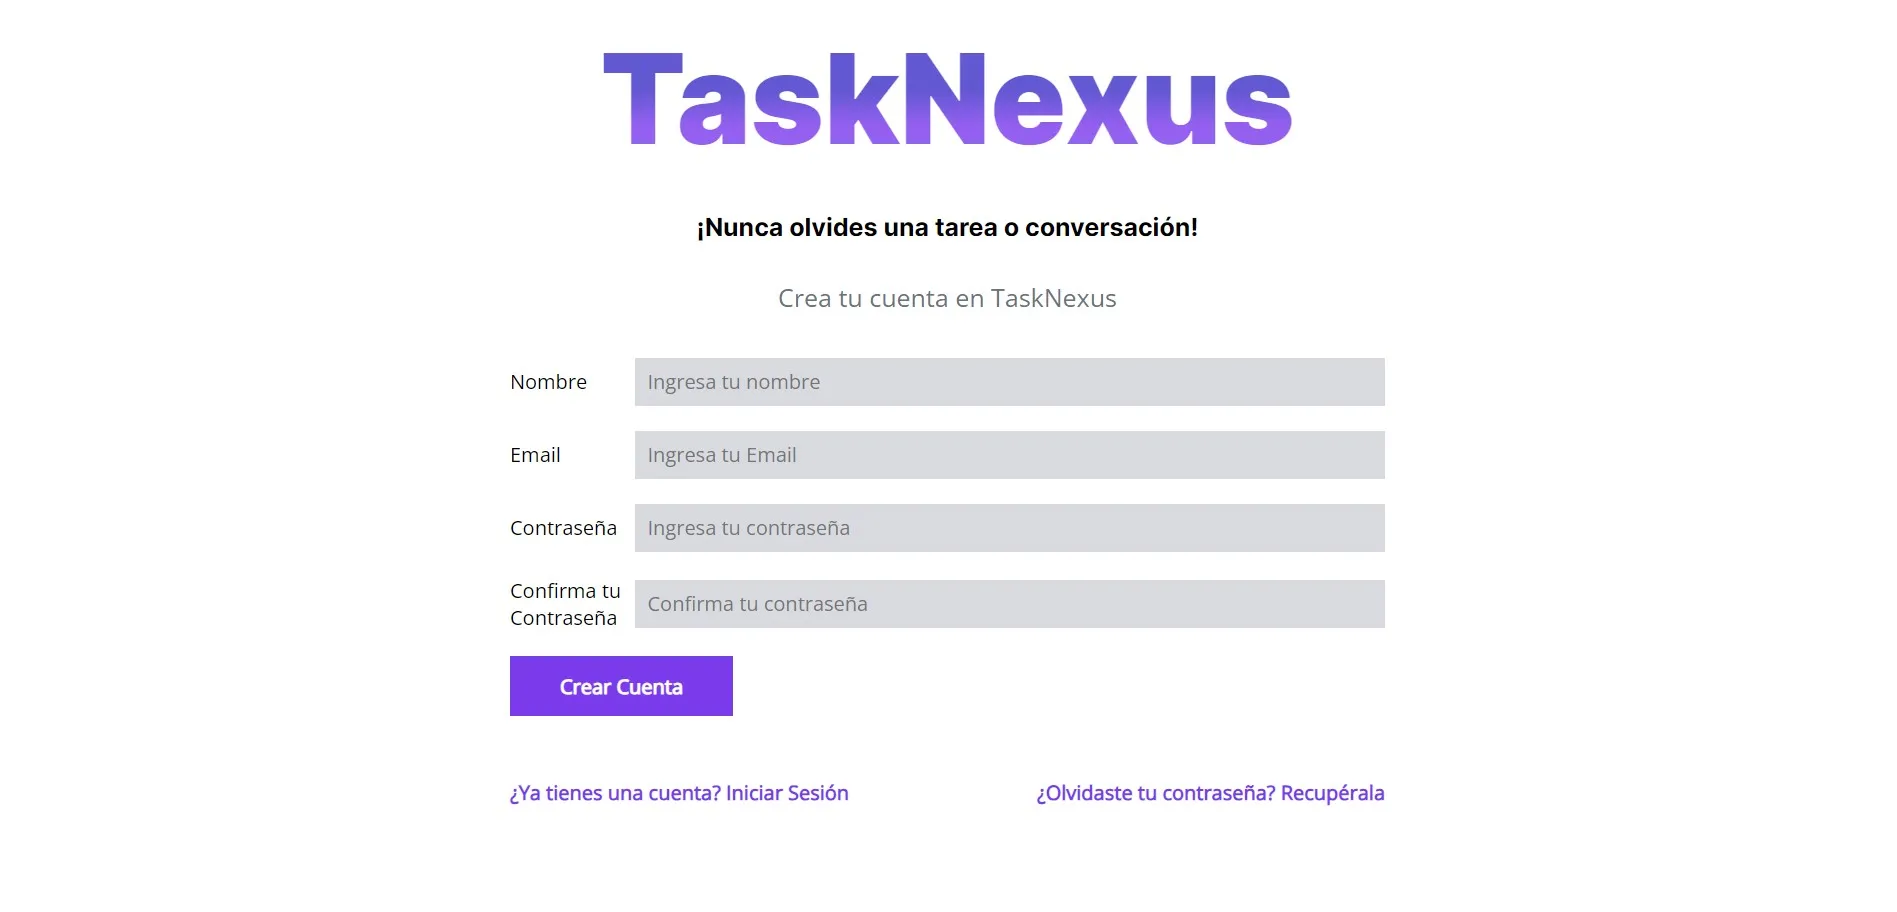 TaskNexus
¡Nunca olvides una tarea o conversación!
Crea tu cuenta en TaskNexus
Nombre
Ingresa tu nombre
Email
Ingresa tu Email
Contraseña
Ingresa tu contraseña
Confirma tu
Contraseña
Confirma tu contraseña
Crear Cuenta
¿Ya tienes una cuenta? Iniciar Sesión
¿Olvidaste tu contraseña? Recupérala